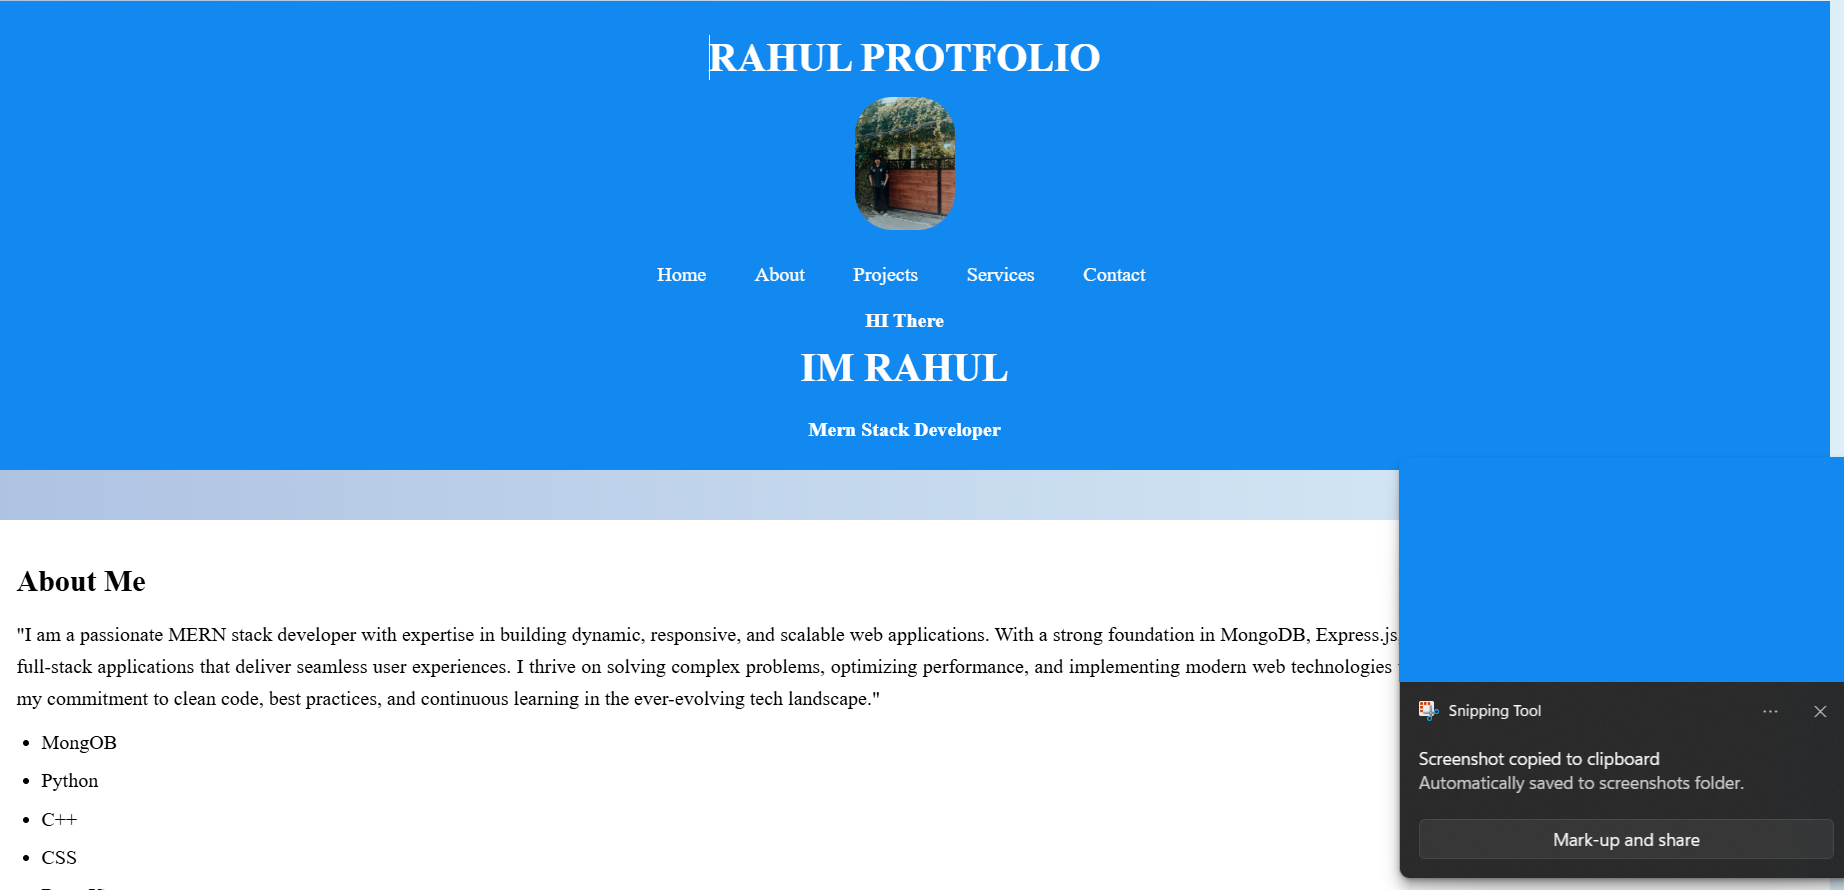 RAHUL PROTFOLIO
Home About Projects Services Contact
HI There
IM RAHUL
Mern Stack Developer
About Me
"I am a passionate MERN stack developer with expertise in building dynamic, responsive, and scalable web applications. With a strong foundation in MongoDB, Express.js
full-stack applications that deliver seamless user experiences. I thrive on solving complex problems, optimizing performance, and implementing modern web technologies
my commitment to clean code, best practices, and continuous learning in the ever-evolving tech landscape."
MongOB
Python
C++
CSS
Snipping Tool
Screenshot copied to clipboard
Automatically saved to screenshots folder.
Mark-up and share